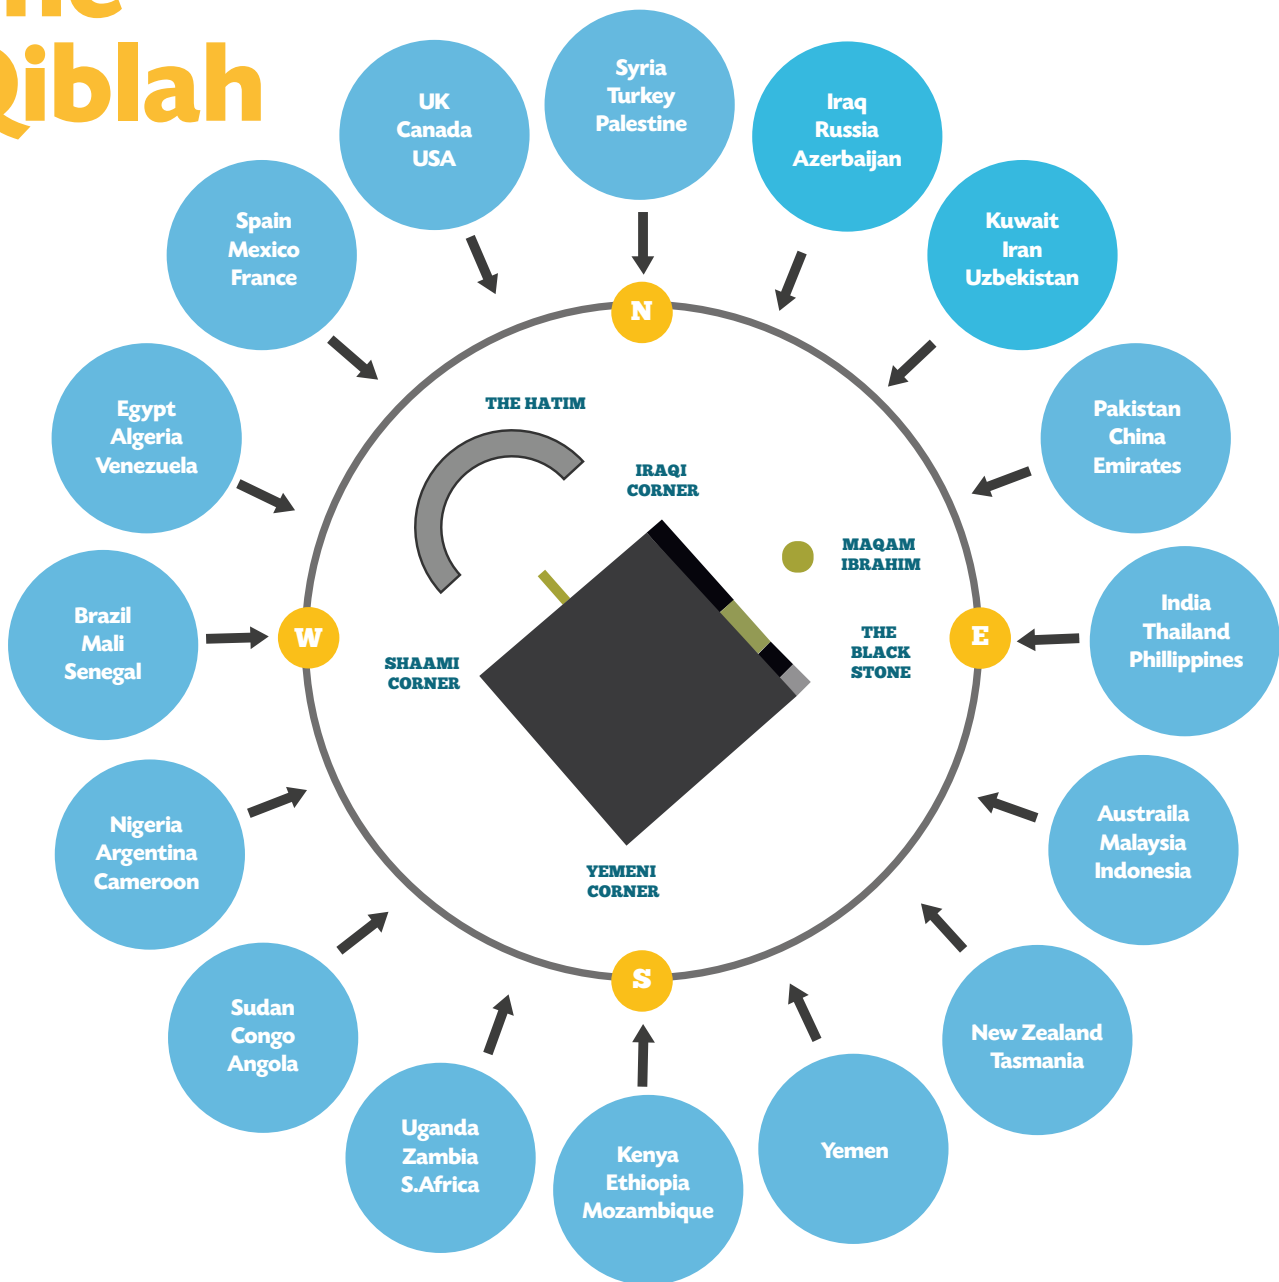 Qiblah
UK
Canada
USA
Syria
Turkey
Palestine
Iraq
Russia
Azerbaijan
Spain
Mexico
France
Kuwait
Iran
Uzbekistan
N
Egypt
Algeria
Venezuela
THE HATIM
IRAQI
CORNER
Pakistan
China
Emirates
MAQAM
IBRAHIM
Brazil
Mali
Senegal
W
SHAAMI
CORNER
THE
BLACK
STONE
E
India
Thailand
Phillippines
Nigeria
Argentina
Cameroon
YEMENI
CORNER
Austraila
Malaysia
Indonesia
S
Sudan
Congo
Angola
New Zealand
Tasmania
Uganda
Zambia
S.Africa
Kenya
Ethiopia
Mozambique
Yemen